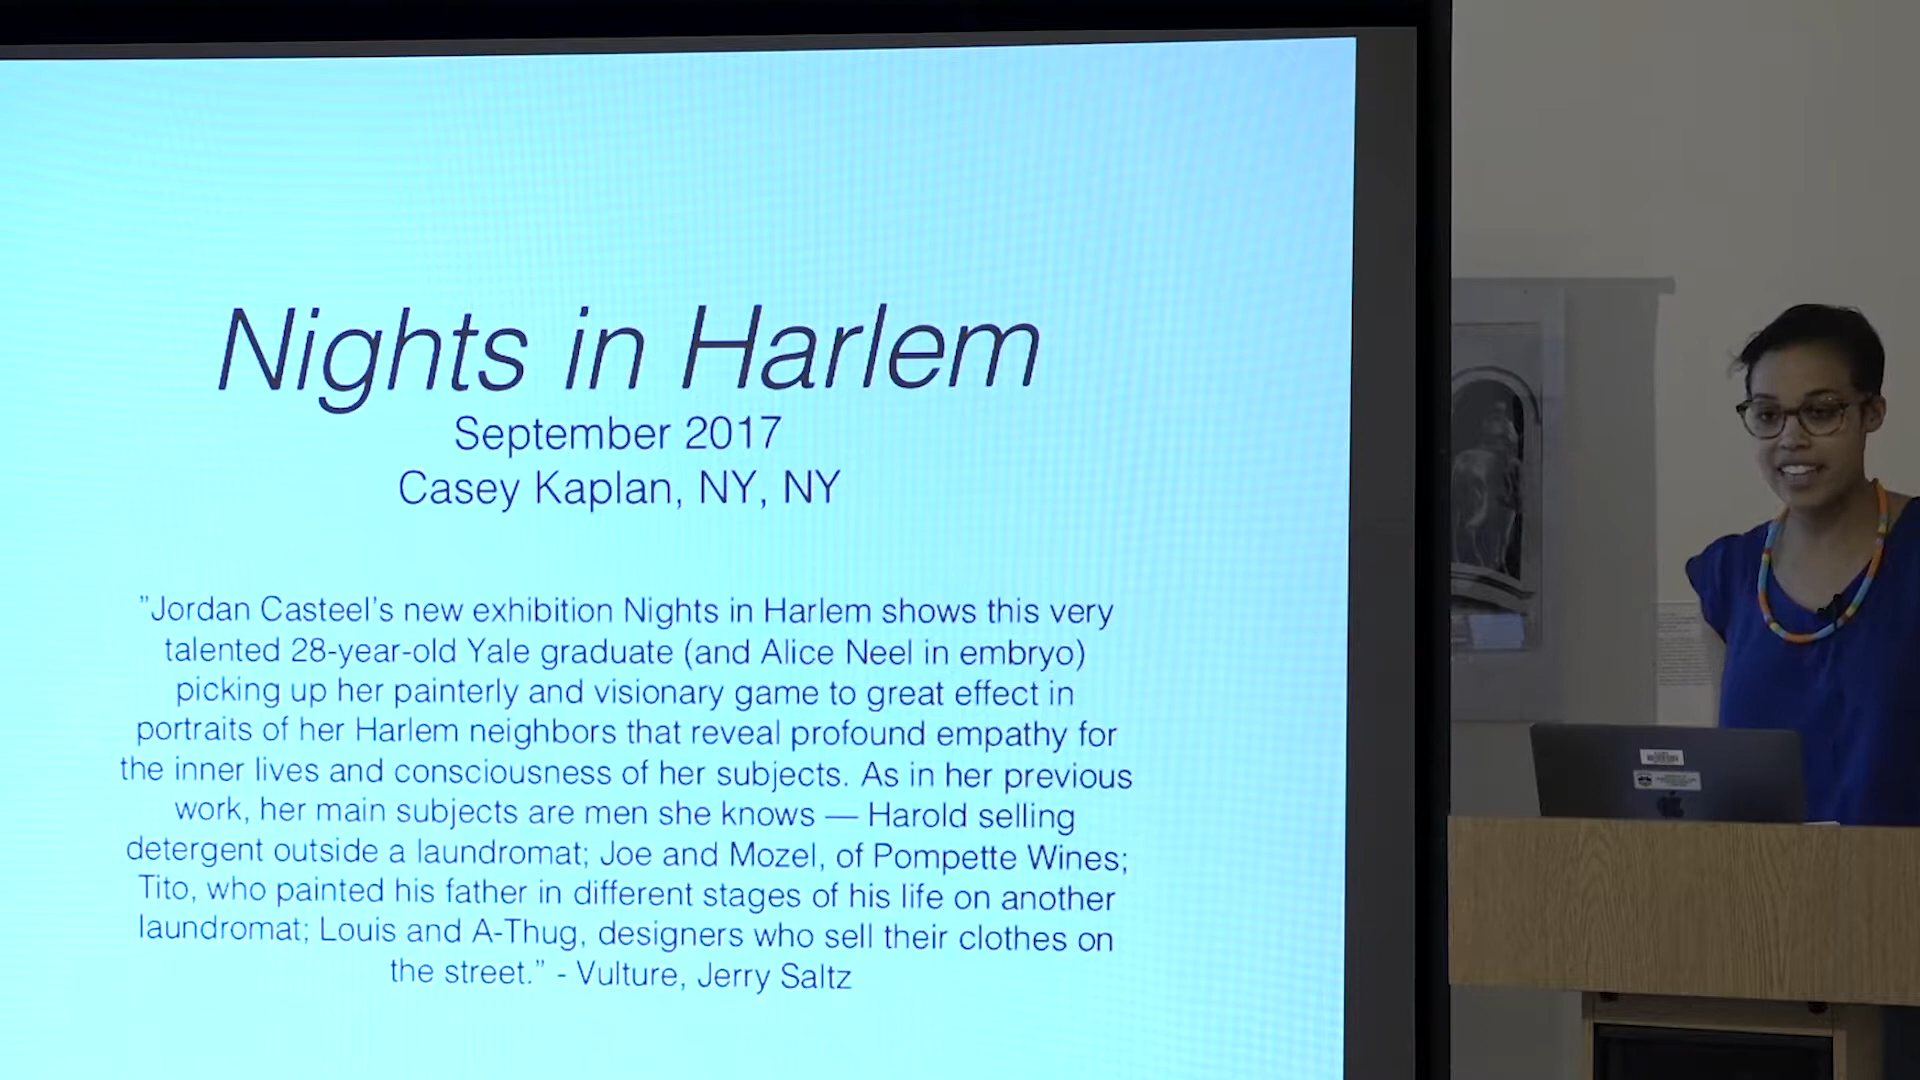 Nights in Harlem
September 2017
Casey Kaplan, NY, NY
"Jordan Casteel's new exhibition Nights in Harlem shows this very
talented 28-year-old Yale graduate (and Alice Neel in embryo)
picking up her painterly and visionary game to great effect in
portraits of her Harlem neighbors that reveal profound empathy for
the inner lives and consciousness of her subjects. As in her previous
work, her main subjects are men she knows — Harold selling
detergent outside a laundromat; Joe and Mozel, of Pompette Wines;
Tito, who painted his father in different stages of his life on another
laundromat; Louis and A-Thug, designers who sell their clothes on
the street." - Vulture, Jerry Saltz